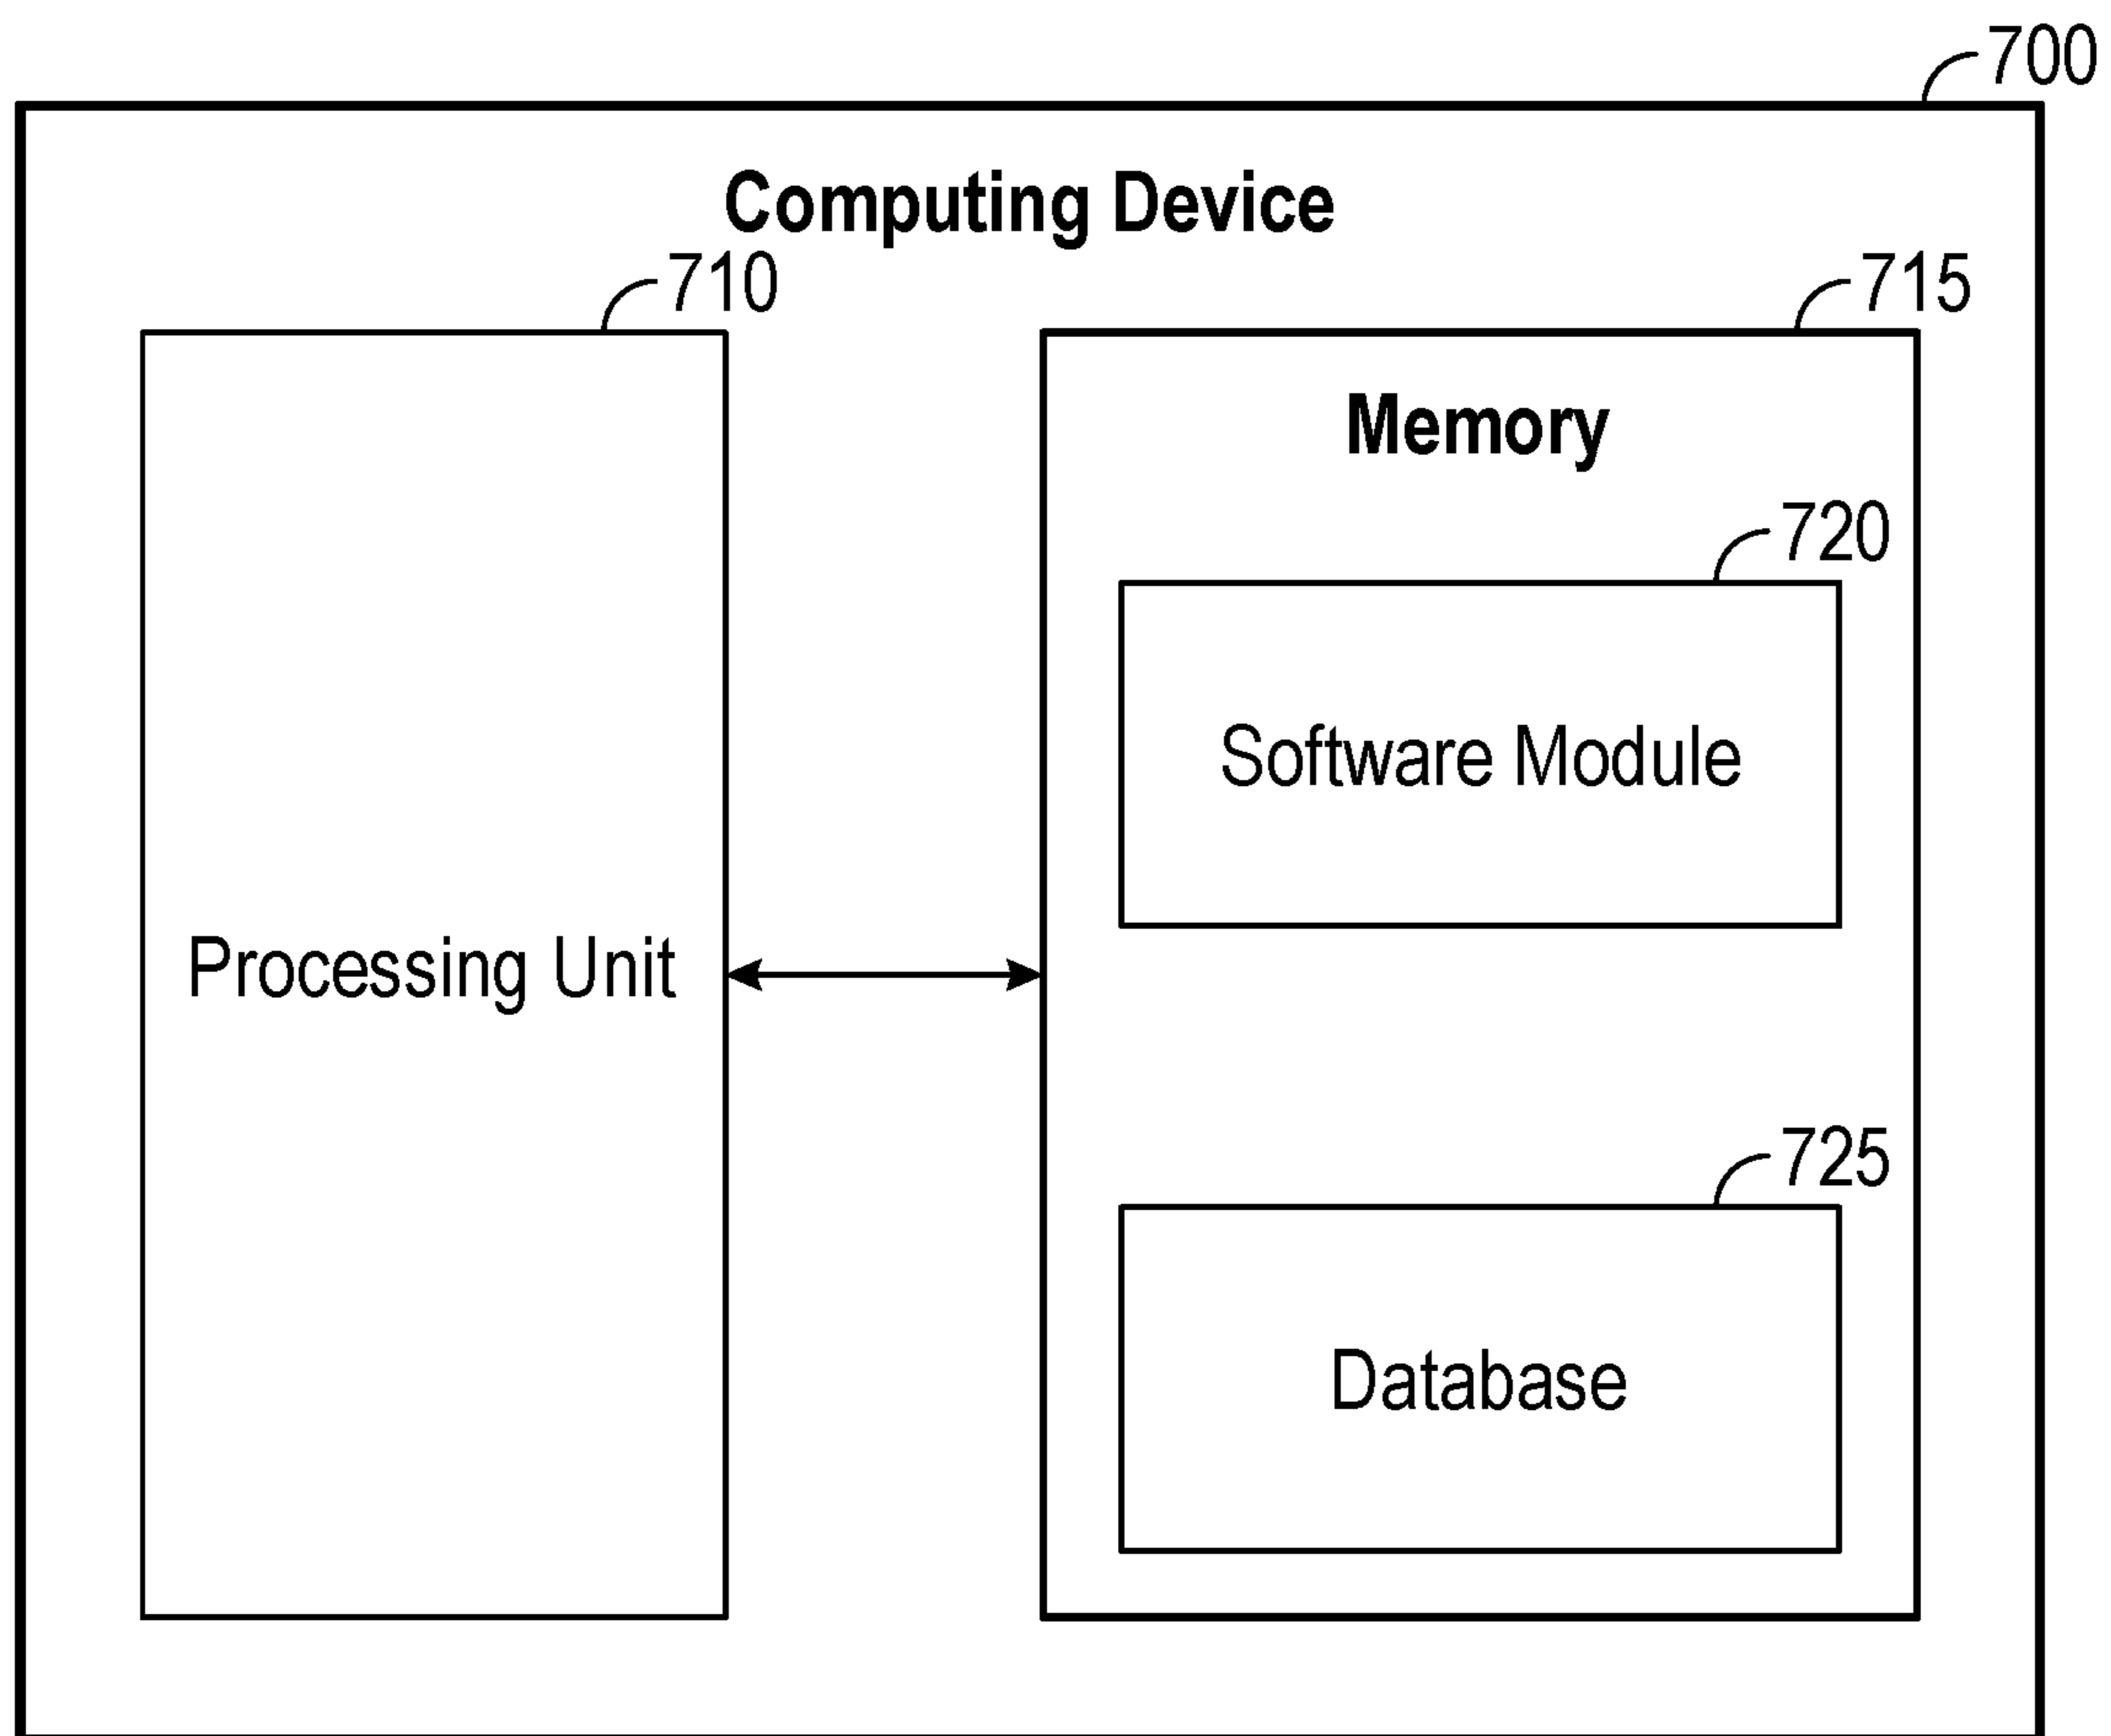 700
Computing Device
710
715
Memory
720
Software Module
Processing Unit
725
Database